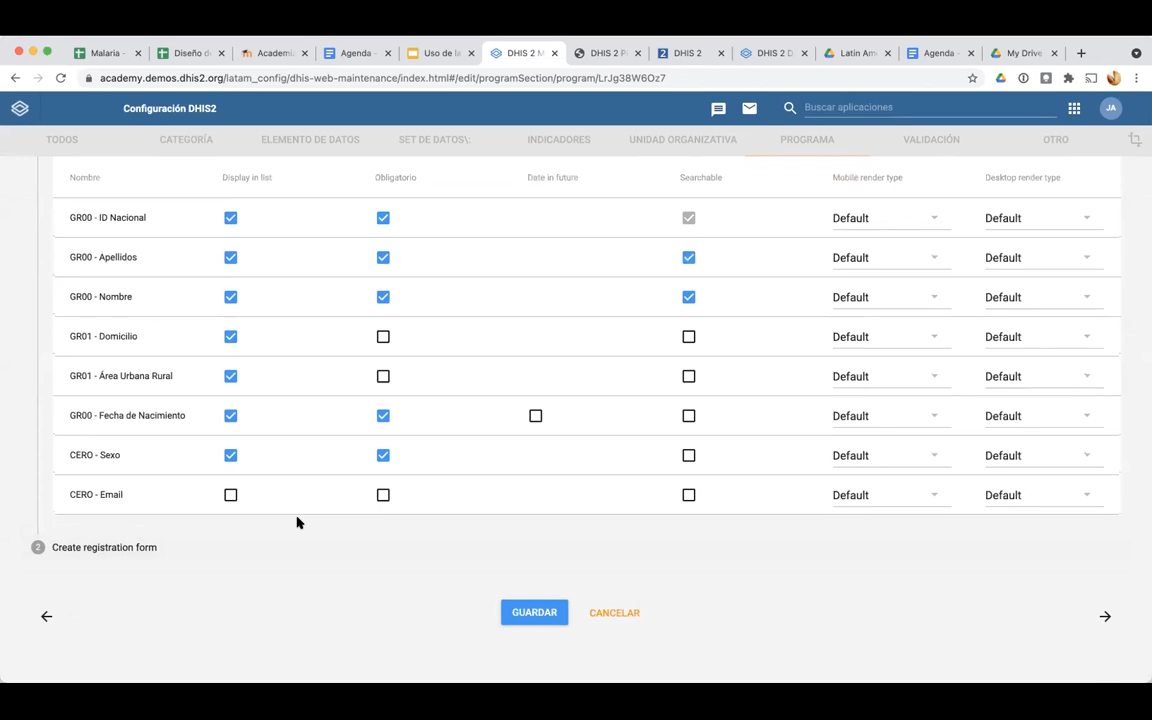 Malaria -
Diseño de
Academi
Agenda -
Uso de la
DHIS 2 M
DHIS 2 Pl
DHIS 2
DHIS 2 D
Latin Am
Agenda -
My Drive
academy.demos.dhis2.org/latam_config/dhis-web-maintenance/index.html#/edit/programSection/program/LrJg38W6Oz7
Configuración DHIS2
Buscar aplicaciones
JA
TODOS
CATEGORÍA
ELEMENTO DE DATOS
SET DE DATOS\:
INDICADORES
UNIDAD ORGANIZATIVA
PROGRAMA
VALIDACIÓN
OTRO
Nombre
Display in list
Obligatorio
Date in future
Searchable
Mobile render type
Desktop render type
GR00 - ID Nacional
Default
Default
GR00 - Apellidos
Default
Default
GR00 - Nombre
Default
Default
GR01 - Domicilio
Default
Default
GR01 - Área Urbana Rural
Default
Default
GR00 - Fecha de Nacimiento
Default
Default
CERO - Sexo
Default
Default
CERO - Email
Default
Default
2
Create registration form
GUARDAR
CANCELAR